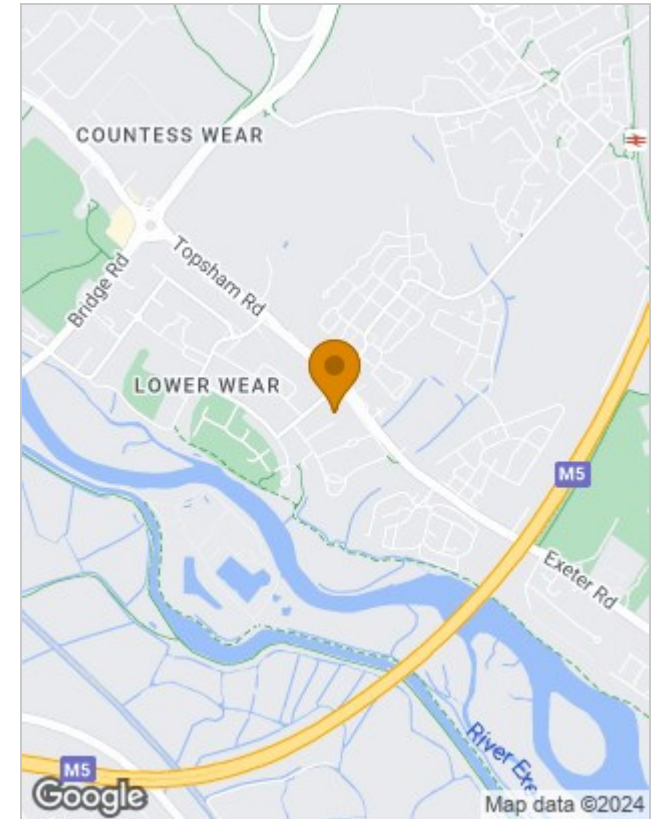 COUNTESS WEAR
Topsham Rd
Bridge Rd
LOWER WEAR
M5
Exeter Rd
River Exe
M5
Google
Map data ©2024